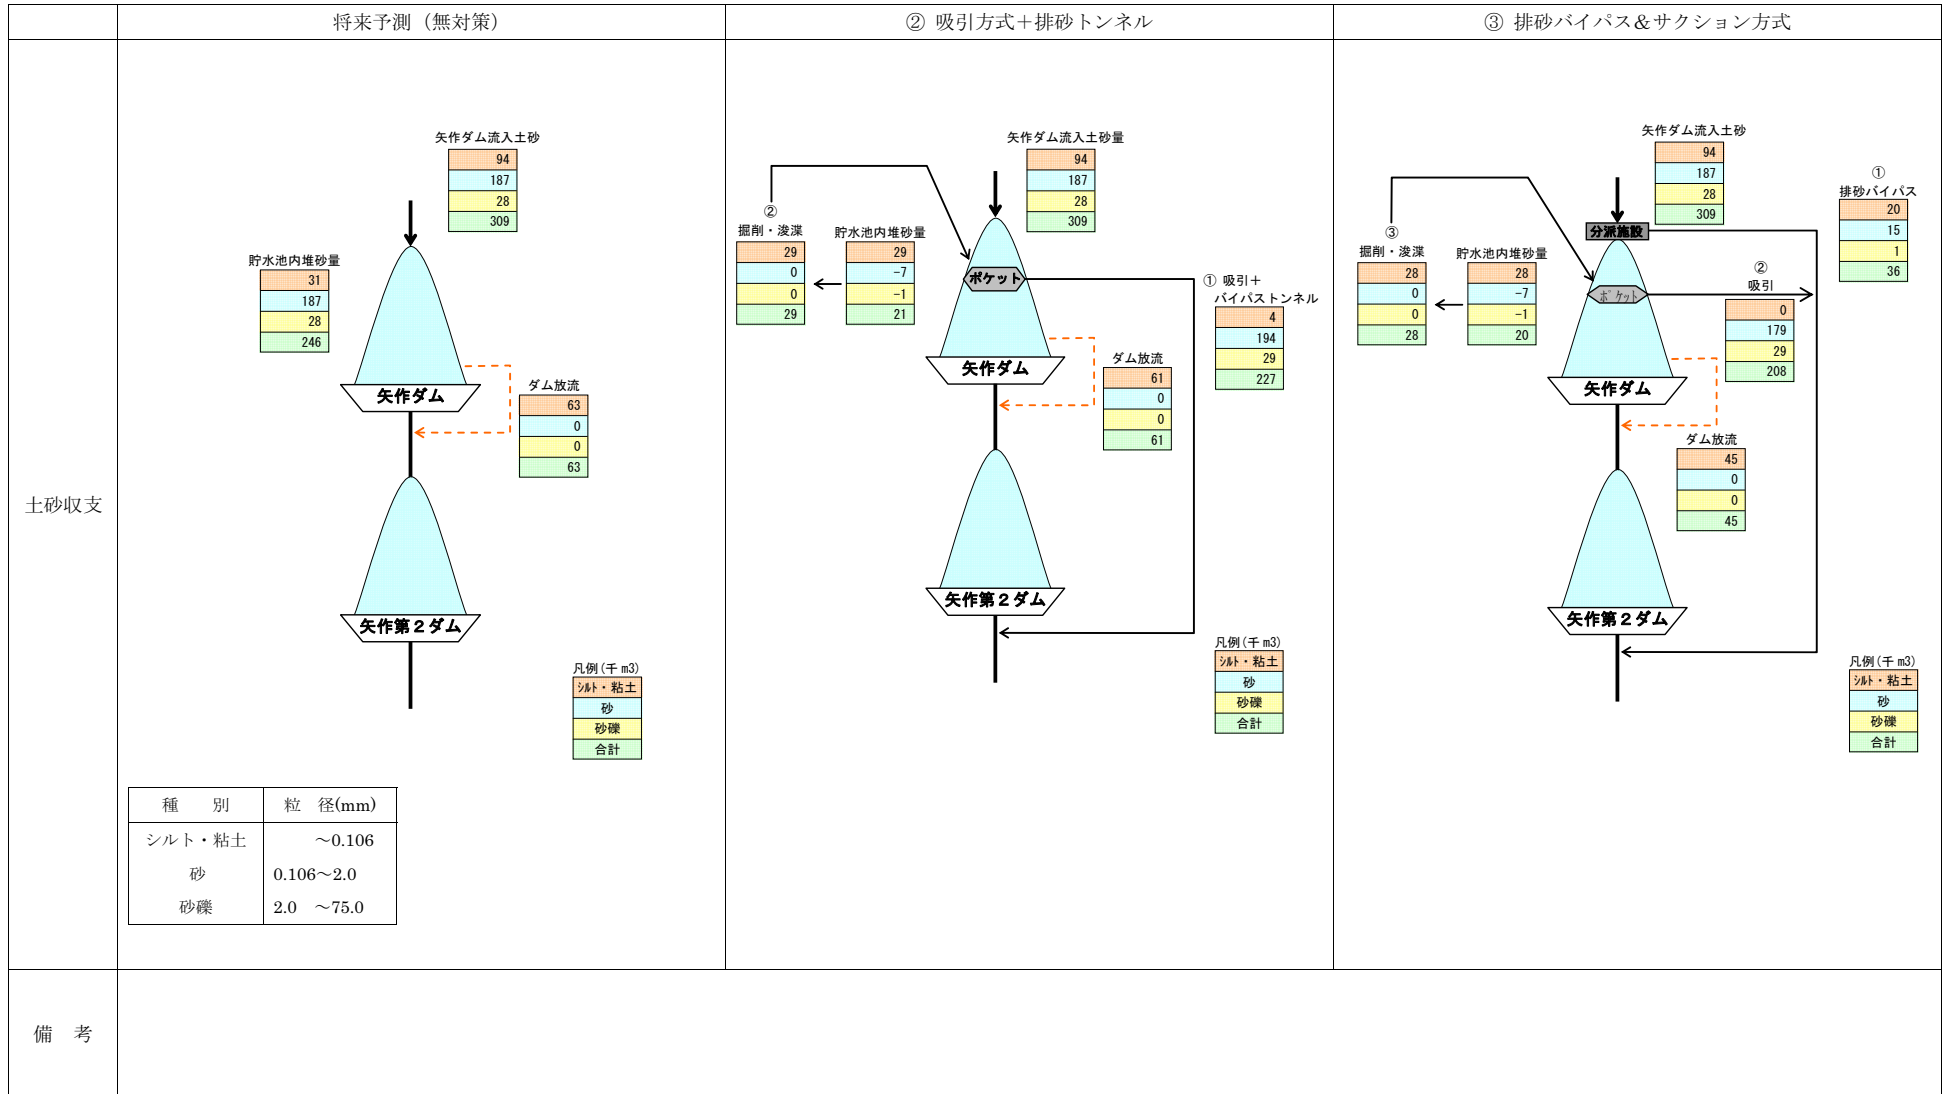 将来予測（無対策）
② 吸引方式＋排砂トンネル
③ 排砂バイパス＆サクション方式
土砂収支
矢作ダム流入土砂
94
187
28
309
貯水池内堆砂量
31
187
28
246
矢作ダム
ダム放流
63
0
0
63
矢作第２ダム
凡例(千 m3)
ｼﾙﾄ・粘土
砂
砂礫
合計
種　別　粒　径(mm)
シルト・粘土　～0.106
砂　0.106～2.0
砂礫　2.0　～75.0
矢作ダム流入土砂量
94
187
28
309
②
掘削・浚渫
29
0
0
29
貯水池内堆砂量
29
-7
-1
21
ポケット
① 吸引＋
バイパストンネル
4
194
29
227
矢作ダム
ダム放流
61
0
0
61
矢作第２ダム
凡例(千 m3)
ｼﾙﾄ・粘土
砂
砂礫
合計
矢作ダム流入土砂
94
187
28
309
①
排砂バイパス
20
15
1
36
分派施設
③
掘削・浚渫
28
0
0
28
貯水池内堆砂量
28
-7
-1
20
ﾎﾟｹｯﾄ
②
吸引
0
179
29
208
矢作ダム
ダム放流
45
0
0
45
矢作第２ダム
凡例(千 m3)
ｼﾙﾄ・粘土
砂
砂礫
合計
備　考